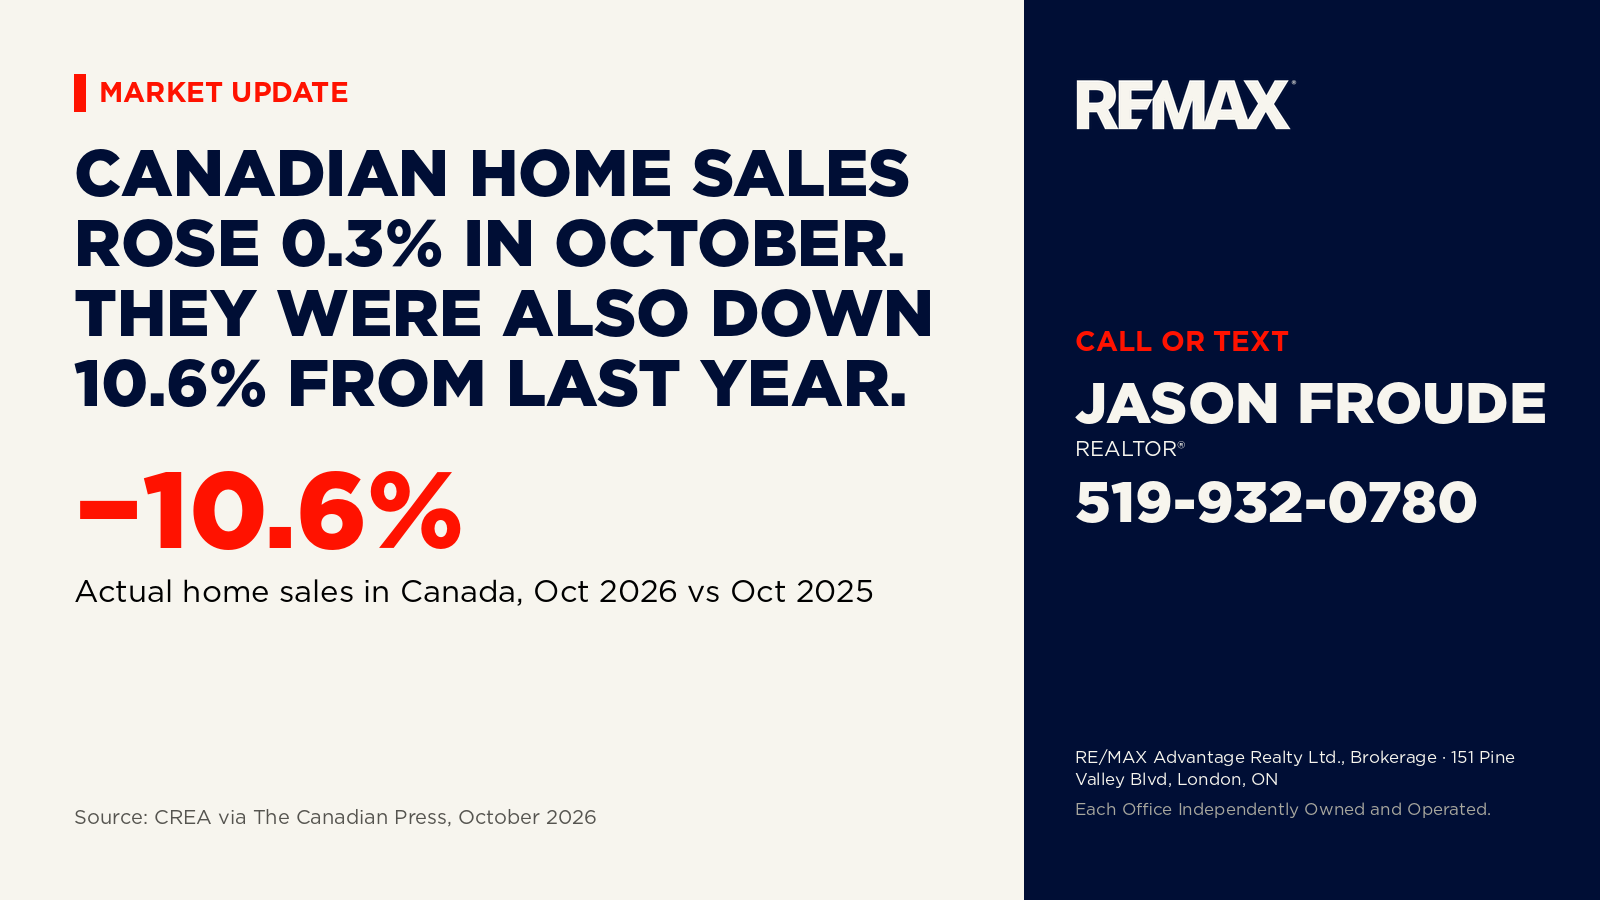 MARKET UPDATE
CANADIAN HOME SALES
ROSE 0.3% IN OCTOBER.
THEY WERE ALSO DOWN
10.6% FROM LAST YEAR.
−10.6%
Actual home sales in Canada, Oct 2026 vs Oct 2025
Source: CREA via The Canadian Press, October 2026
REMAX®
CALL OR TEXT
JASON FROUDE
REALTOR®
519-932-0780
RE/MAX Advantage Realty Ltd., Brokerage · 151 Pine
Valley Blvd, London, ON
Each Office Independently Owned and Operated.